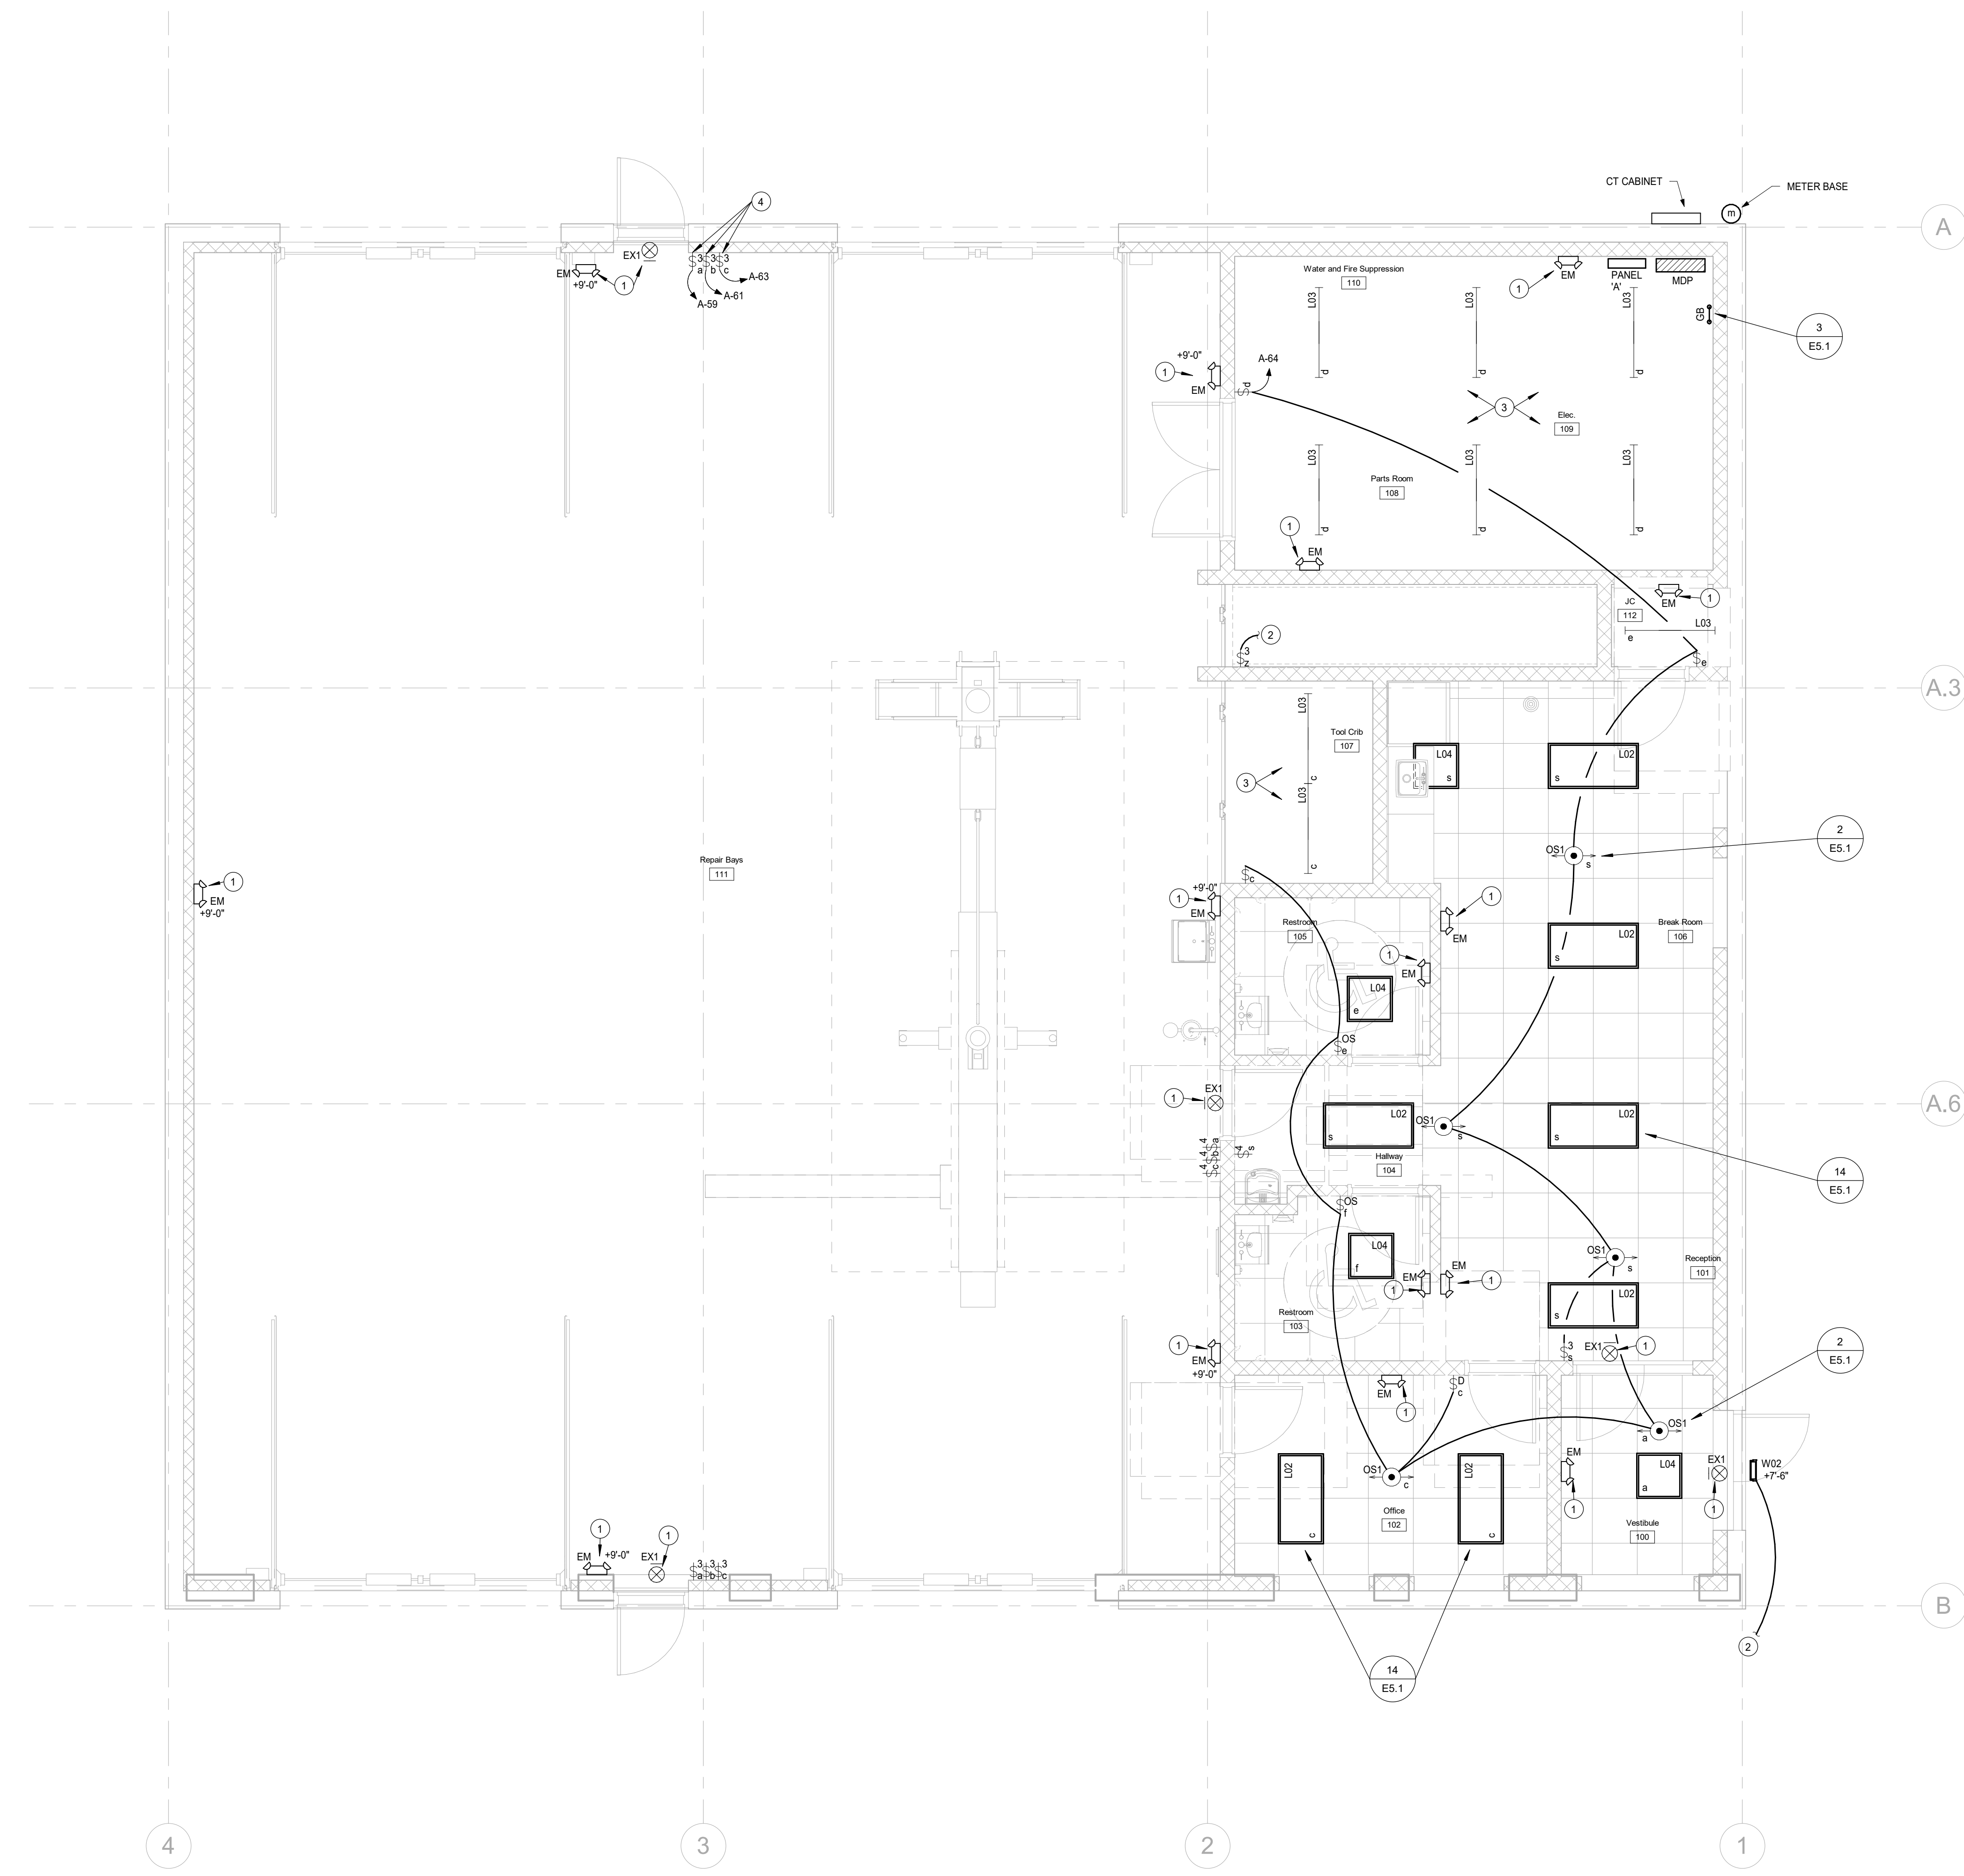 CT CABINET
METER BASE
m
A
4
EX1
EM
+9'-0"
1
3
a
3
b
3
c
A-63
A-61
A-59
Water and Fire Suppression
110
1
EM
PANEL
'A'
MDP
L03
L03
L03
GB
3
E5.1
+9'-0"
1
EM
A-64
d
d
d
d
3
Elec.
109
L03
L03
L03
Parts Room
108
1
EM
d
d
d
JC
112
EM
1
L03
e
2
3
z
e
A.3
L03
Tool Crib
107
3
c
L03
c
c
L04
s
L02
s
2
E5.1
OS1
s
Repair Bays
111
1
EM
+9'-0"
+9'-0"
1
EM
1
EM
Restroom
105
1
EM
L02
s
Break Room
106
L04
e
OS
e
EX1
1
A.6
L02
s
OS1
s
L02
s
4
a
4
b
4
c
4
s
Hallway
104
14
E5.1
OS
f
L04
f
OS1
s
Reception
101
EM
1
EM
1
L02
s
Restroom
103
1
EM
+9'-0"
3
s
EX1
1
2
E5.1
EM
1
D
c
OS1
a
L02
c
OS1
c
L02
c
Office
102
EM
1
L04
a
EX1
1
W02
+7'-6"
Vestibule
100
1
EM
+9'-0"
EX1
1
3
a
3
b
3
c
B
2
14
E5.1
4
3
2
1